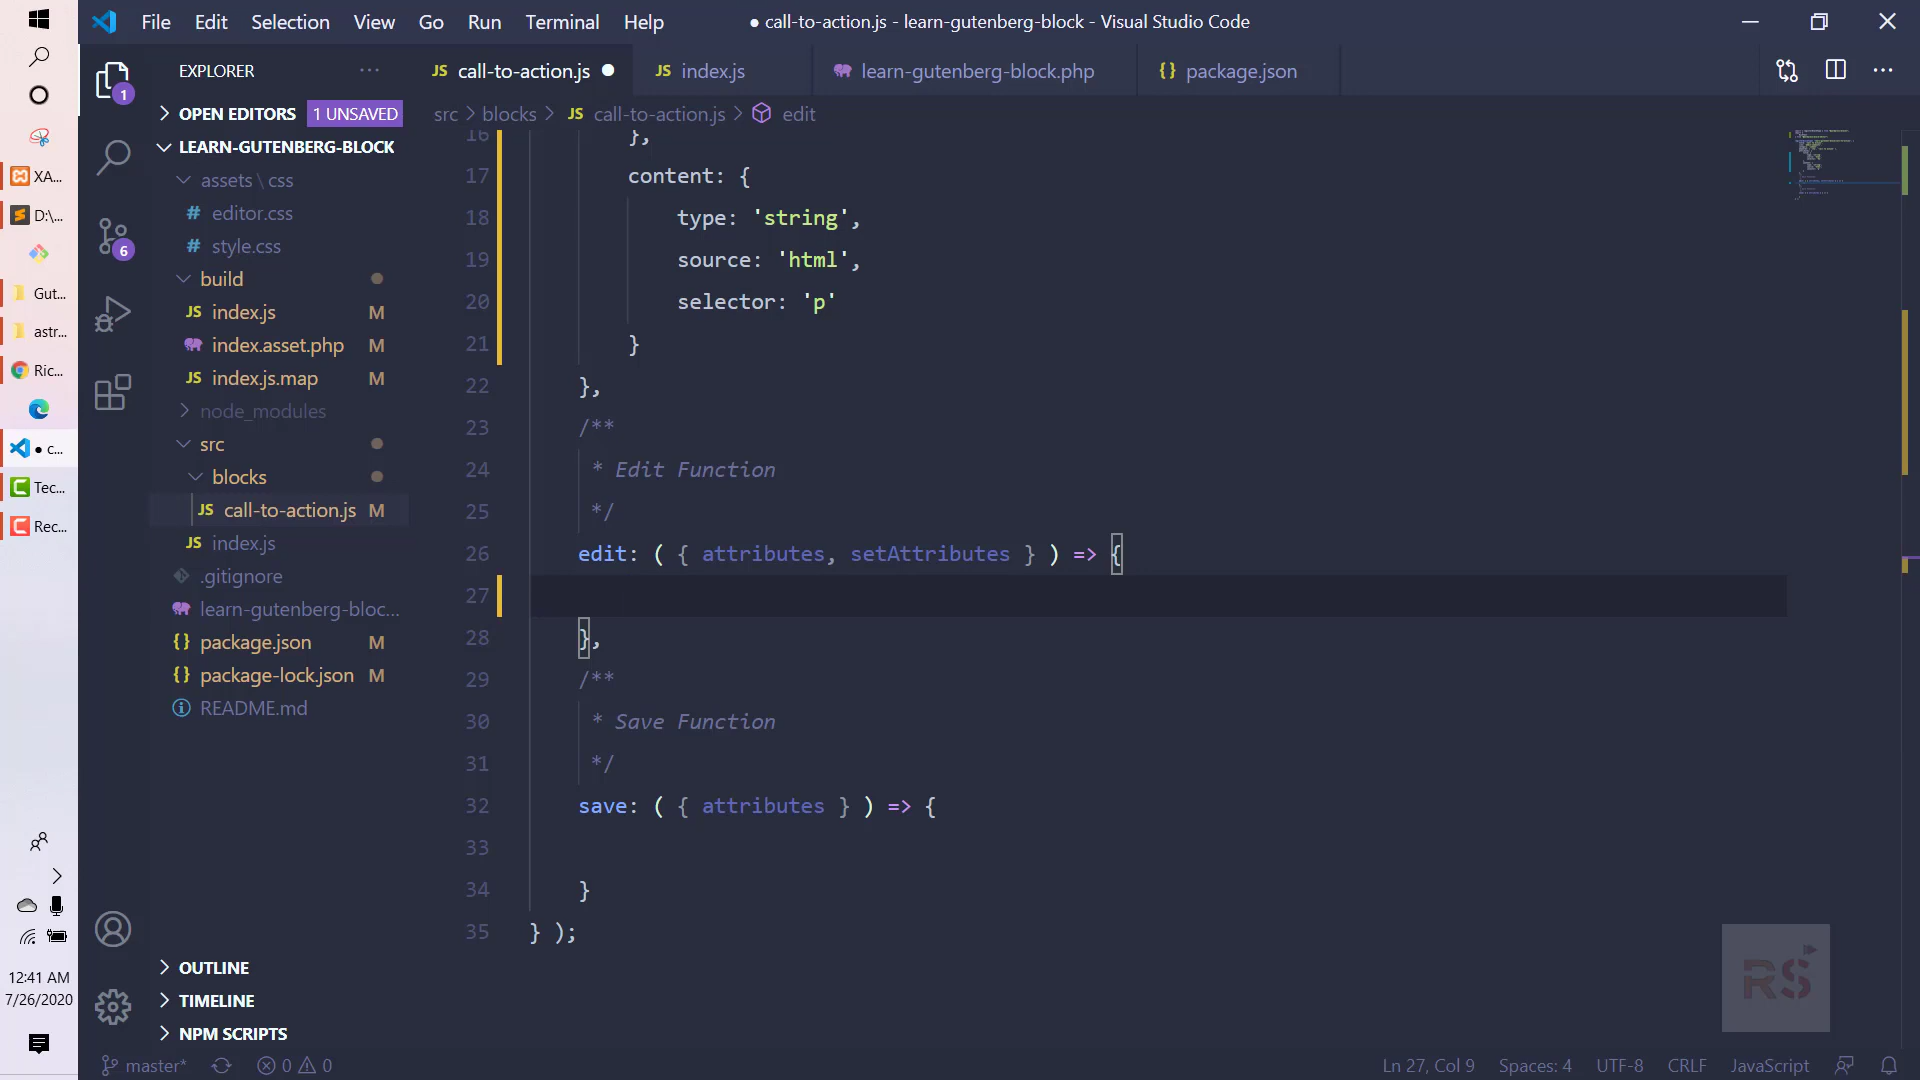 File Edit Selection View Go Run Terminal Help
● call-to-action.js - learn-gutenberg-block - Visual Studio Code
EXPLORER ···
JS call-to-action.js ●
JS index.js
learn-gutenberg-block.php
{} package.json
OPEN EDITORS 1 UNSAVED
src > blocks > JS call-to-action.js > edit
LEARN-GUTENBERG-BLOCK
assets \ css
# editor.css
# style.css
build
JS index.js M
index.asset.php M
JS index.js.map M
node_modules
src
blocks
JS call-to-action.js M
JS index.js
.gitignore
learn-gutenberg-bloc...
{} package.json M
{} package-lock.json M
README.md
OUTLINE
TIMELINE
NPM SCRIPTS
1
6
XA...
D:\...
Gut...
astr...
Ric...
● c...
Tec...
Rec...
12:41 AM
7/26/2020
16 },
17 content: {
18 type: 'string',
19 source: 'html',
20 selector: 'p'
21 }
22 },
23 /**
24 * Edit Function
25 */
26 edit: ( { attributes, setAttributes } ) => {
27
28 },
29 /**
30 * Save Function
31 */
32 save: ( { attributes } ) => {
33
34 }
35 } );
RS
master* 0 0
Ln 27, Col 9 Spaces: 4 UTF-8 CRLF JavaScript